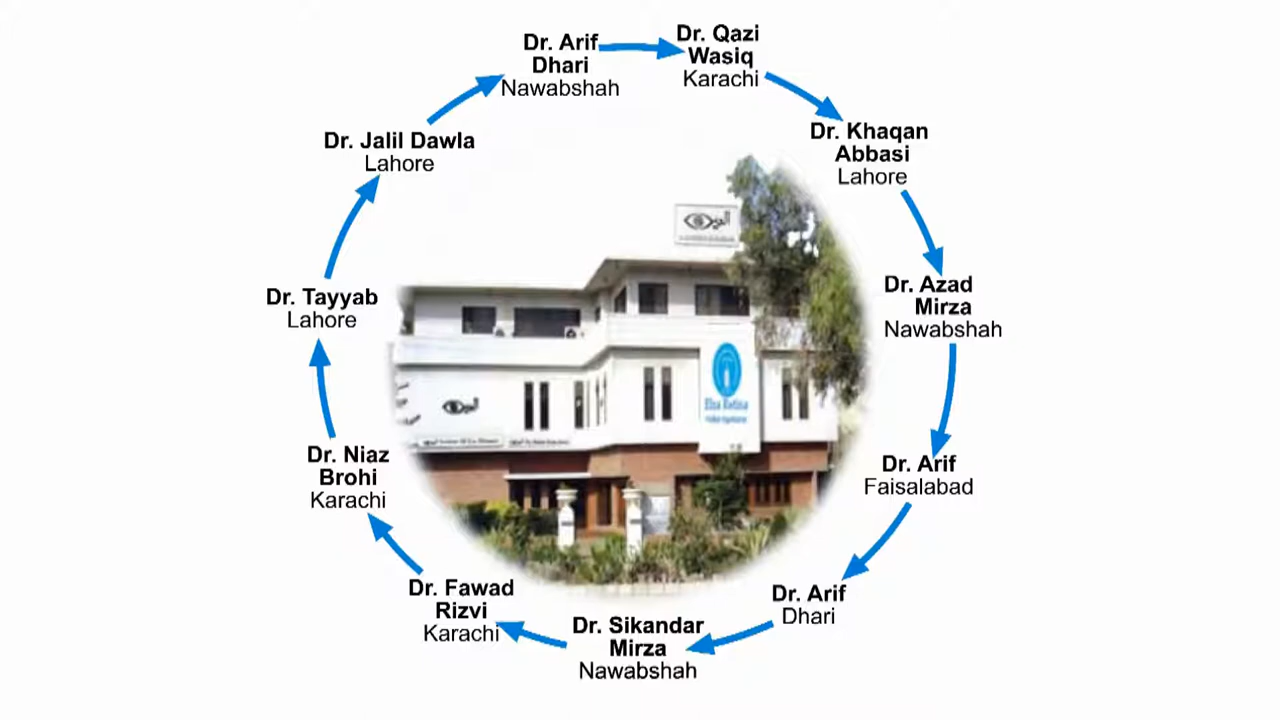 Dr. Arif
Dhari
Nawabshah
Dr. Qazi
Wasiq
Karachi
Dr. Khaqan
Abbasi
Lahore
Dr. Azad
Mirza
Nawabshah
Dr. Arif
Faisalabad
Dr. Arif
Dhari
Dr. Sikandar
Mirza
Nawabshah
Dr. Fawad
Rizvi
Karachi
Dr. Niaz
Brohi
Karachi
Dr. Tayyab
Lahore
Dr. Jalil Dawla
Lahore